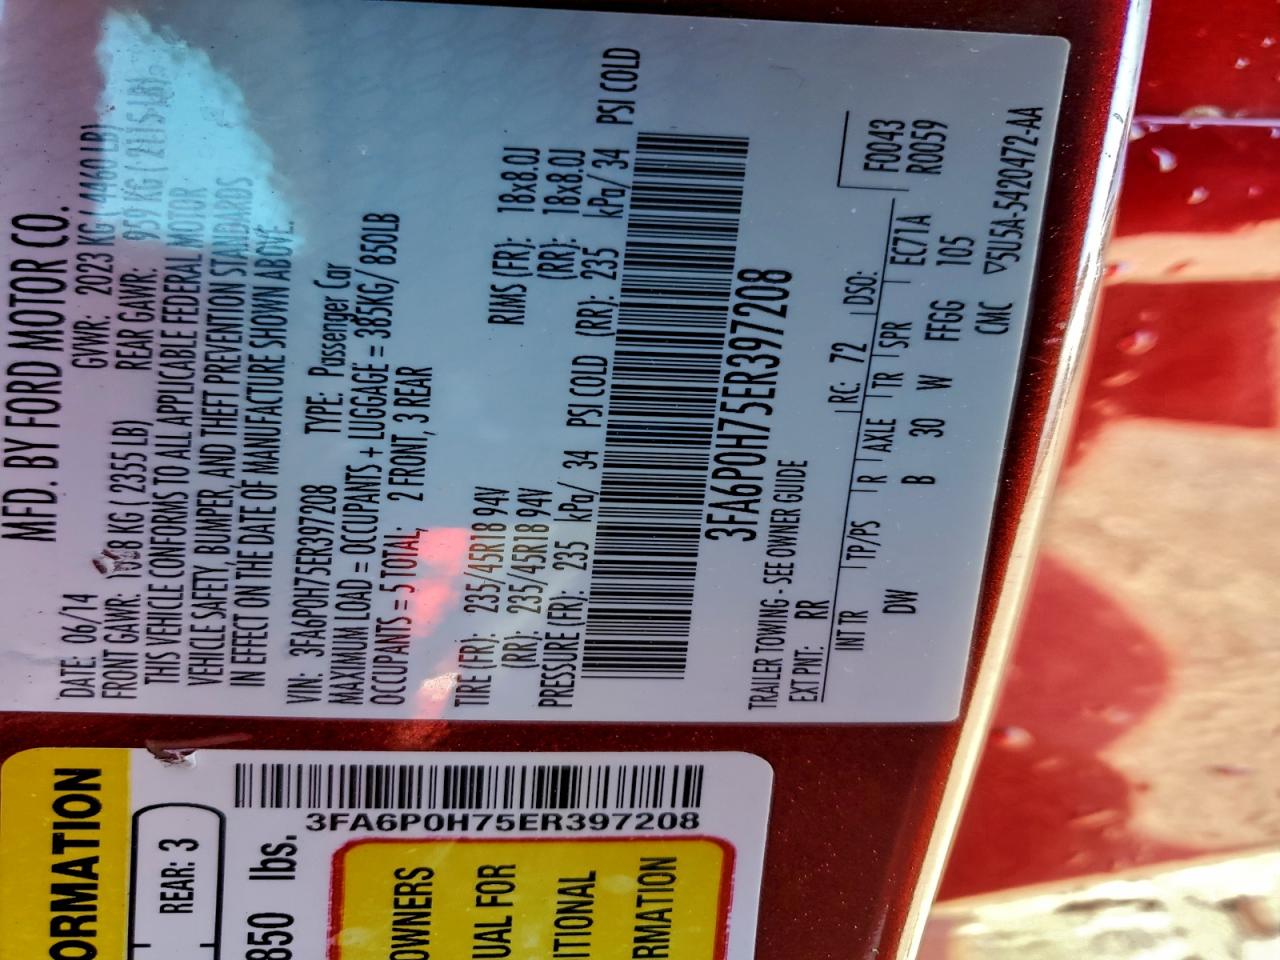 MFD. BY FORD MOTOR CO.
DATE: 06/14 GVWR: 2023 KG ( 4460 LB)
FRONT GAWR: KG ( 2355 LB) REAR GAWR: 959 KG ( 2115 LB)
THIS VEHICLE CONFORMS TO ALL APPLICABLE FEDERAL MOTOR
VEHICLE SAFETY, BUMPER, AND THEFT PREVENTION STANDARDS
IN EFFECT ON THE DATE OF MANUFACTURE SHOWN ABOVE.
VIN: 3FA6P0H75ER397208 TYPE: Passenger Car
MAXIMUM LOAD = OCCUPANTS + LUGGAGE = 385KG/ 850LB
OCCUPANTS = 5 TOTAL; 2 FRONT, 3 REAR
TIRE (FR): 235/45R18 94V RIMS (FR): 18x8.0J
(RR): 235/45R18 94V (RR): 18x8.0J
PRESSURE (FR): 235 kPa/ 34 PSI COLD (RR): 235 kPa/ 34 PSI COLD
3FA6P0H75ER397208
TRAILER TOWING - SEE OWNER GUIDE
EXT PNT: RR RC: 72 DSO: F0043
R0059
INT TR TP/PS R AXLE TR SPR EC71A
DW B 30 W FFGG 105
CMC ▽5U5A-5420472-AA
ORMATION
REAR: 3
850 lbs.
3FA6P0H75ER397208
OWNERS
UAL FOR
ITIONAL
RMATION